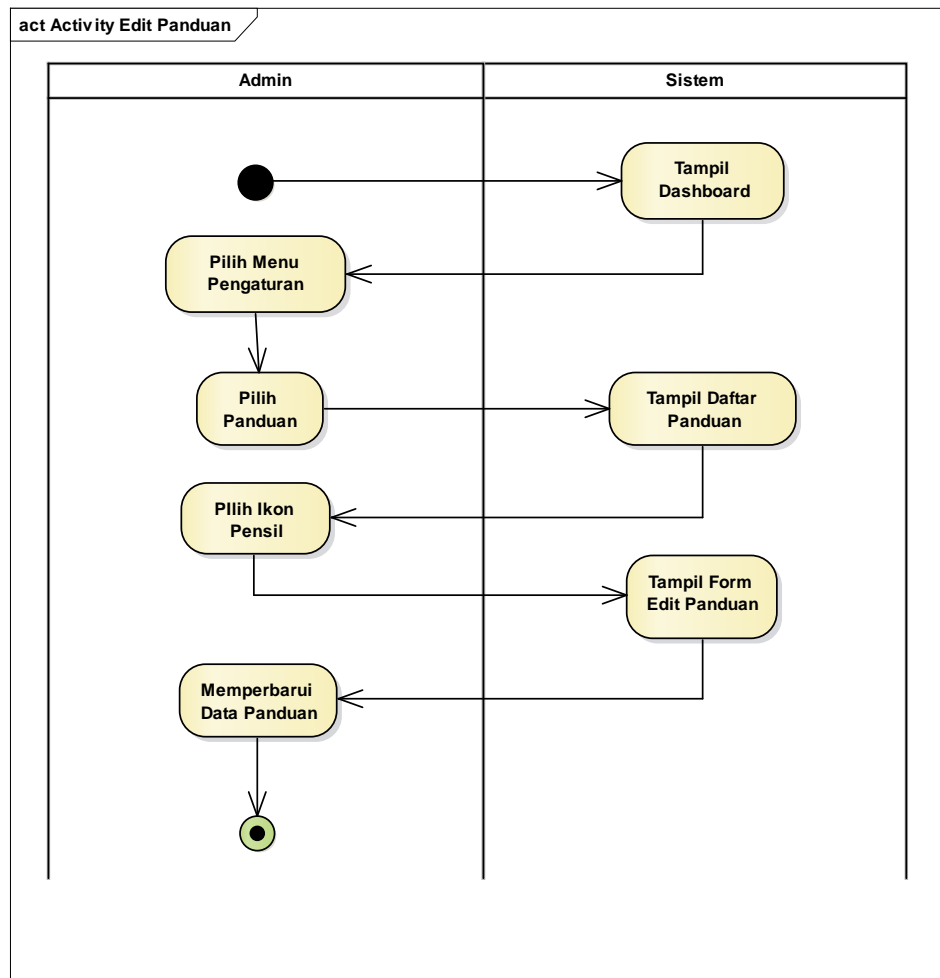 act Activity Edit Panduan
Admin
Sistem
Tampil
Dashboard
Pilih Menu
Pengaturan
Pilih
Panduan
Tampil Daftar
Panduan
PIlih Ikon
Pensil
Tampil Form
Edit Panduan
Memperbarui
Data Panduan